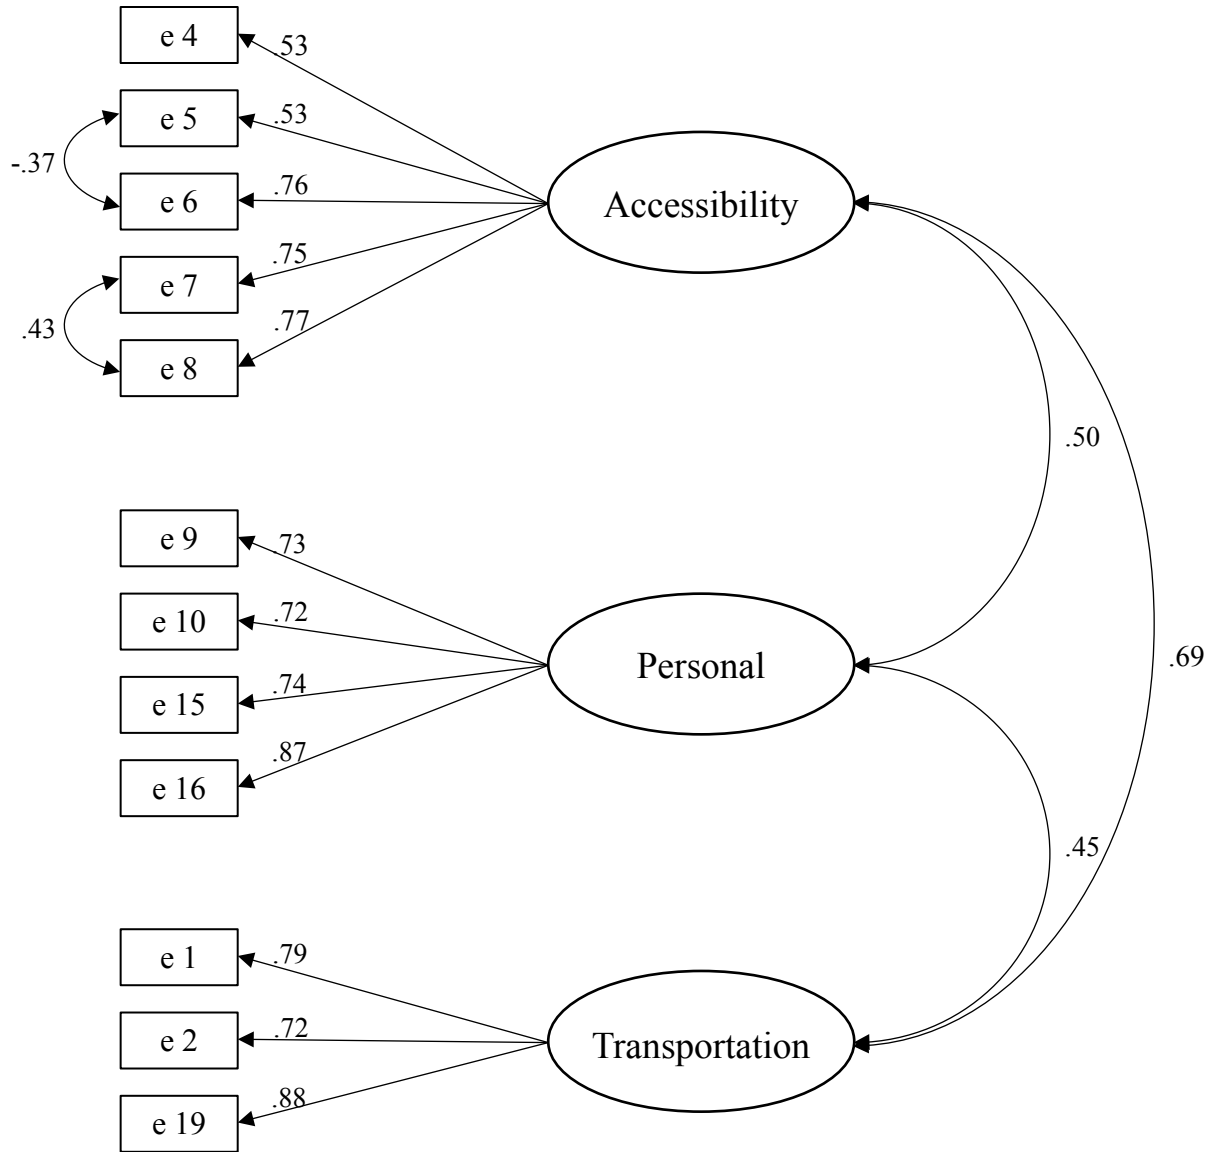 e 4
.53
e 5
.53
-.37
e 6
.76
Accessibility
e 7
.75
.43
.77
e 8
.50
e 9
.73
e 10
.72
Personal
.69
e 15
.74
e 16
.87
.45
e 1
.79
e 2
.72
Transportation
e 19
.88